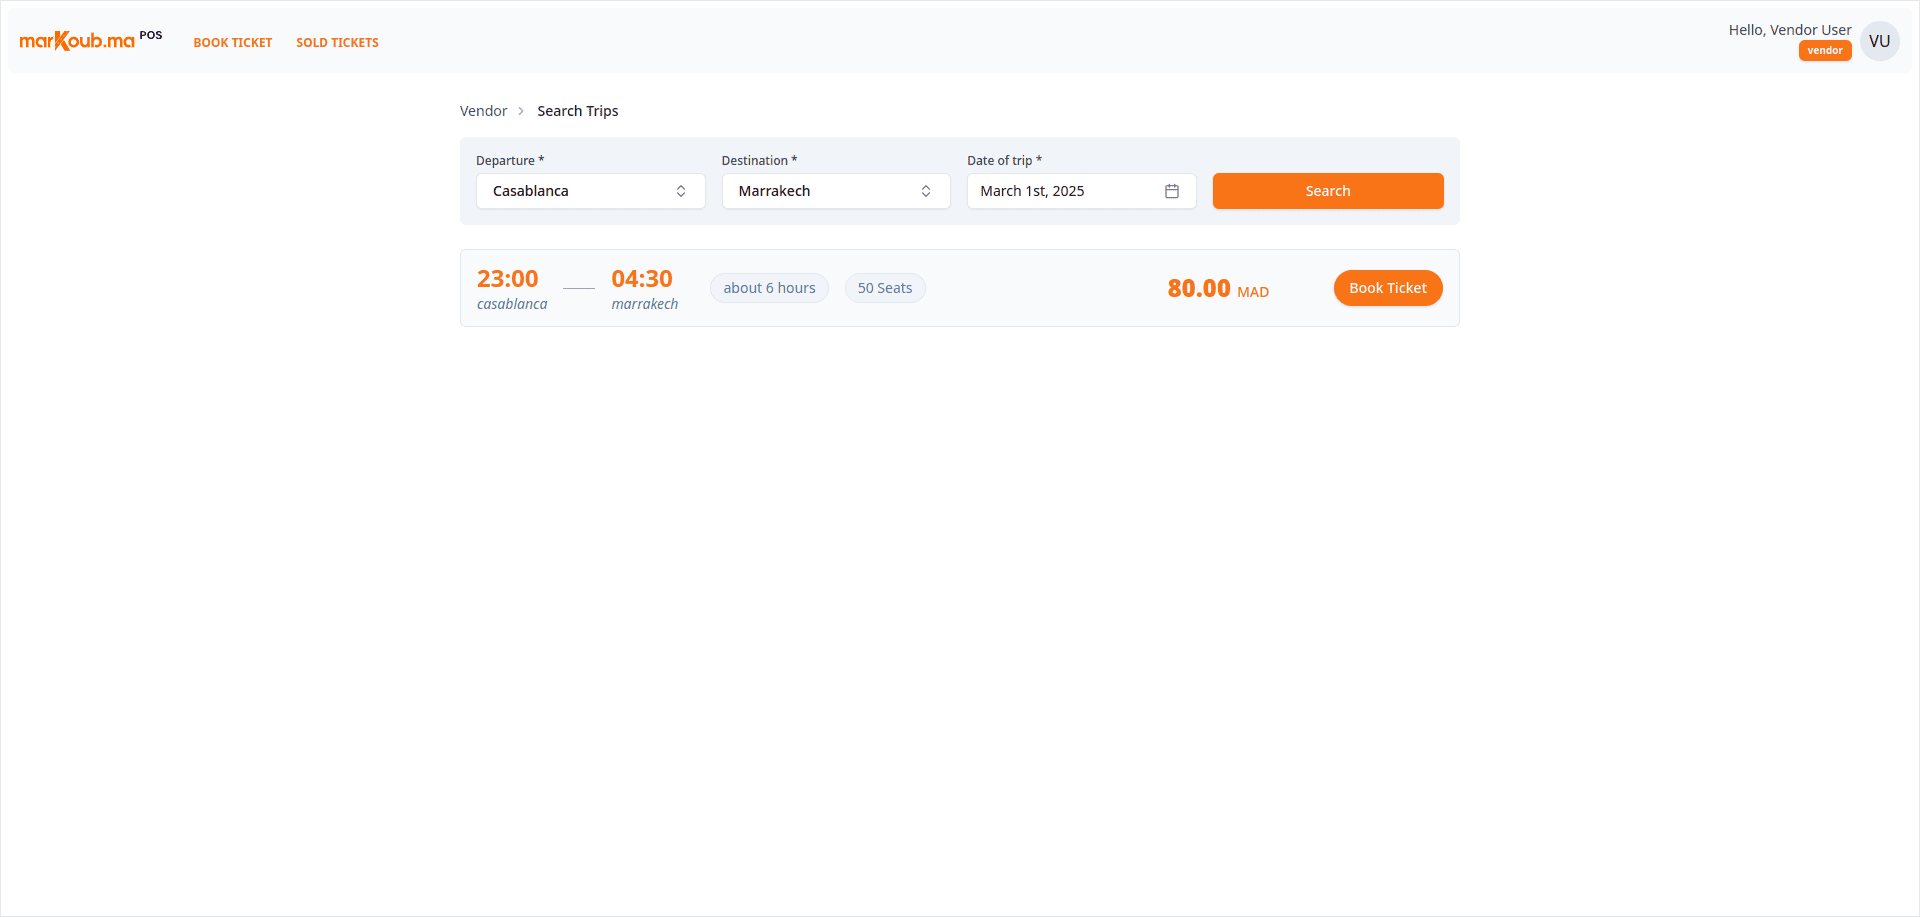 marKoub.ma POS
BOOK TICKET
SOLD TICKETS
Hello, Vendor User
vendor
VU
Vendor
Search Trips
Departure *
Destination *
Date of trip *
Casablanca
Marrakech
March 1st, 2025
Search
23:00
04:30
casablanca
marrakech
about 6 hours
50 Seats
80.00 MAD
Book Ticket